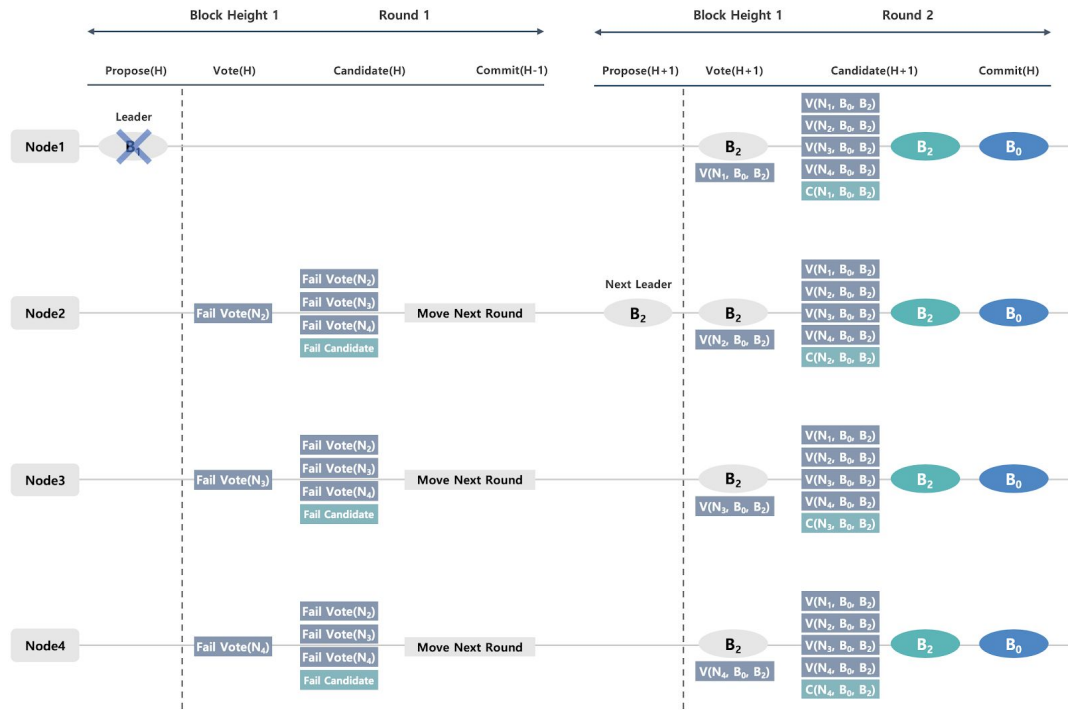 Block Height 1 Round 1 Block Height 1 Round 2
Propose(H) Vote(H) Candidate(H) Commit(H-1) Propose(H+1) Vote(H+1) Candidate(H+1) Commit(H)
Leader
Node1 B₁ B₂ B₂ B₀
V(N₁, B₀, B₂)
V(N₁, B₀, B₂)
V(N₂, B₀, B₂)
V(N₃, B₀, B₂)
V(N₄, B₀, B₂)
C(N₁, B₀, B₂)
Next Leader
Node2 Fail Vote(N₂) Move Next Round B₂ B₂ B₂ B₀
Fail Vote(N₂)
Fail Vote(N₃)
Fail Vote(N₄)
Fail Candidate
V(N₂, B₀, B₂)
V(N₁, B₀, B₂)
V(N₂, B₀, B₂)
V(N₃, B₀, B₂)
V(N₄, B₀, B₂)
C(N₂, B₀, B₂)
Node3 Fail Vote(N₃) Move Next Round B₂ B₂ B₀
Fail Vote(N₂)
Fail Vote(N₃)
Fail Vote(N₄)
Fail Candidate
V(N₃, B₀, B₂)
V(N₁, B₀, B₂)
V(N₂, B₀, B₂)
V(N₃, B₀, B₂)
V(N₄, B₀, B₂)
C(N₃, B₀, B₂)
Node4 Fail Vote(N₄) Move Next Round B₂ B₂ B₀
Fail Vote(N₂)
Fail Vote(N₃)
Fail Vote(N₄)
Fail Candidate
V(N₄, B₀, B₂)
V(N₁, B₀, B₂)
V(N₂, B₀, B₂)
V(N₃, B₀, B₂)
V(N₄, B₀, B₂)
C(N₄, B₀, B₂)